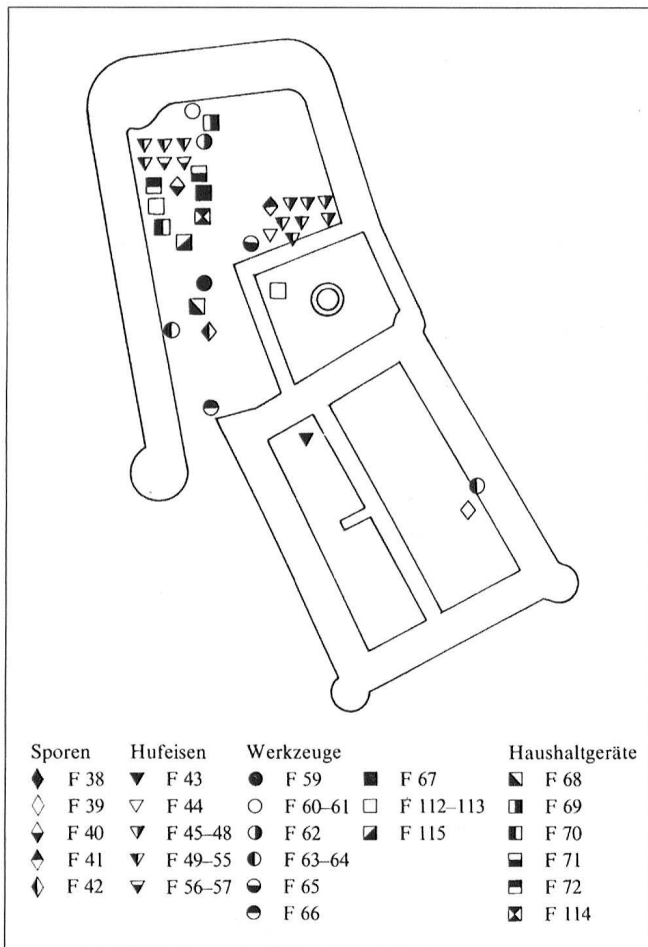 Sporen Hufeisen Werkzeuge Haushaltgeräte
F 38 F 43 F 59 F 67 F 68
F 39 F 44 F 60–61 F 112–113 F 69
F 40 F 45–48 F 62 F 115 F 70
F 41 F 49–55 F 63–64 F 71
F 42 F 56–57 F 65 F 72
F 66 F 114